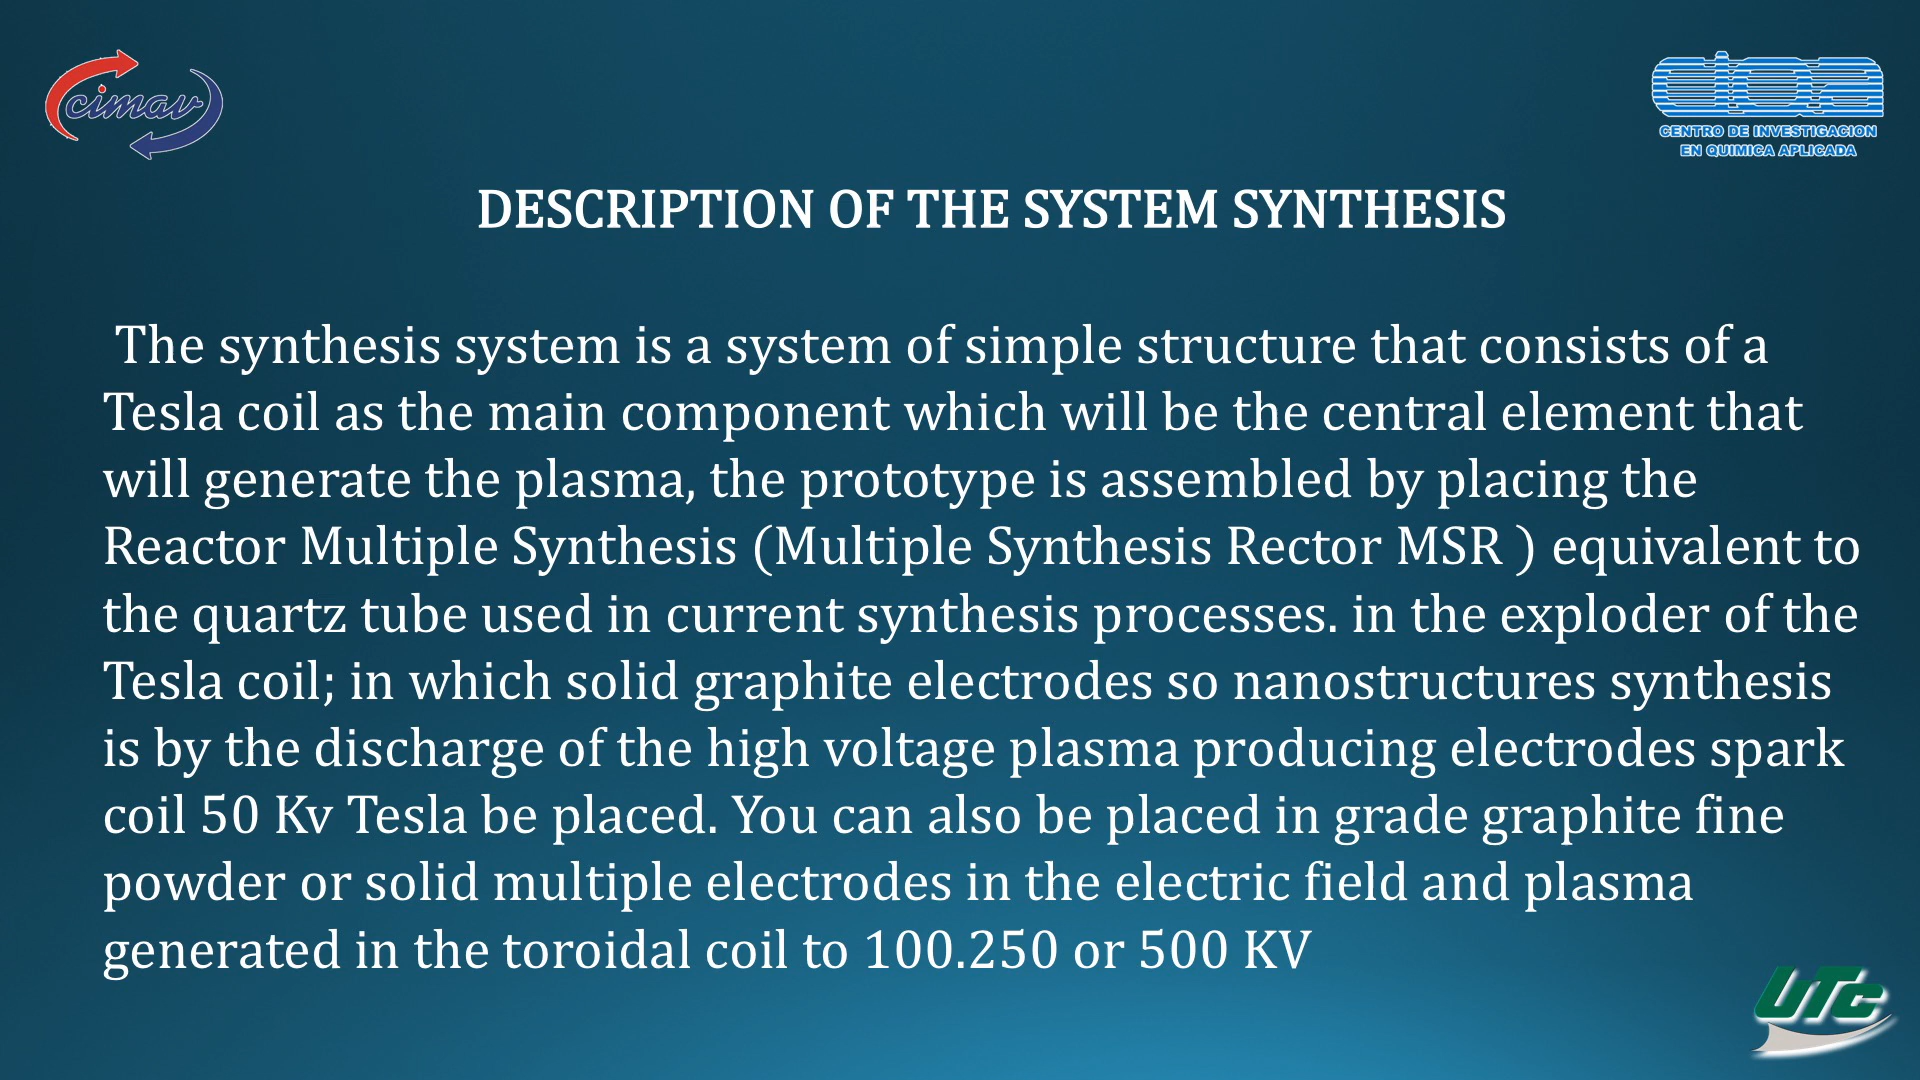 cimav
ciqa
CENTRO DE INVESTIGACION
EN QUIMICA APLICADA
DESCRIPTION OF THE SYSTEM SYNTHESIS
The synthesis system is a system of simple structure that consists of a
Tesla coil as the main component which will be the central element that
will generate the plasma, the prototype is assembled by placing the
Reactor Multiple Synthesis (Multiple Synthesis Rector MSR ) equivalent to
the quartz tube used in current synthesis processes. in the exploder of the
Tesla coil; in which solid graphite electrodes so nanostructures synthesis
is by the discharge of the high voltage plasma producing electrodes spark
coil 50 Kv Tesla be placed. You can also be placed in grade graphite fine
powder or solid multiple electrodes in the electric field and plasma
generated in the toroidal coil to 100.250 or 500 KV
UTC